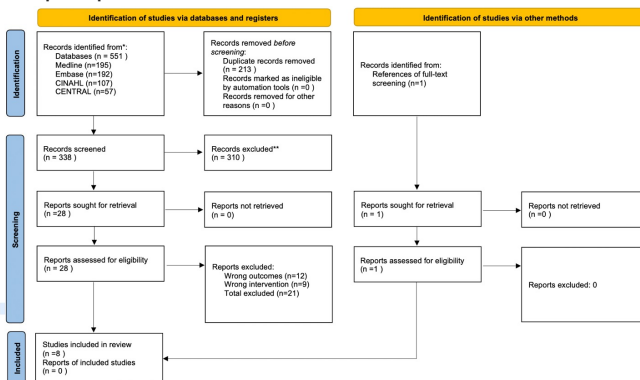 Identification of studies via databases and registers
Identification of studies via other methods
Identification
Records identified from*:
Databases (n = 551 )
Medline (n=195)
Embase (n=192)
CINAHL (n=107)
CENTRAL (n=57)
Records removed before
screening:
Duplicate records removed
(n = 213 )
Records marked as ineligible
by automation tools (n =0 )
Records removed for other
reasons (n =0 )
Records identified from:
References of full-text
screening (n=1)
Screening
Records screened
(n = 338 )
Records excluded**
(n = 310 )
Reports sought for retrieval
(n =28 )
Reports not retrieved
(n = 0)
Reports sought for retrieval
(n = 1)
Reports not retrieved
(n =0 )
Reports assessed for eligibility
(n = 28 )
Reports excluded:
Wrong outcomes (n=12)
Wrong intervention (n=9)
Total excluded (n=21)
Reports assessed for eligibility
(n =1 )
Reports excluded: 0
Included
Studies included in review
(n =8 )
Reports of included studies
(n = 0 )